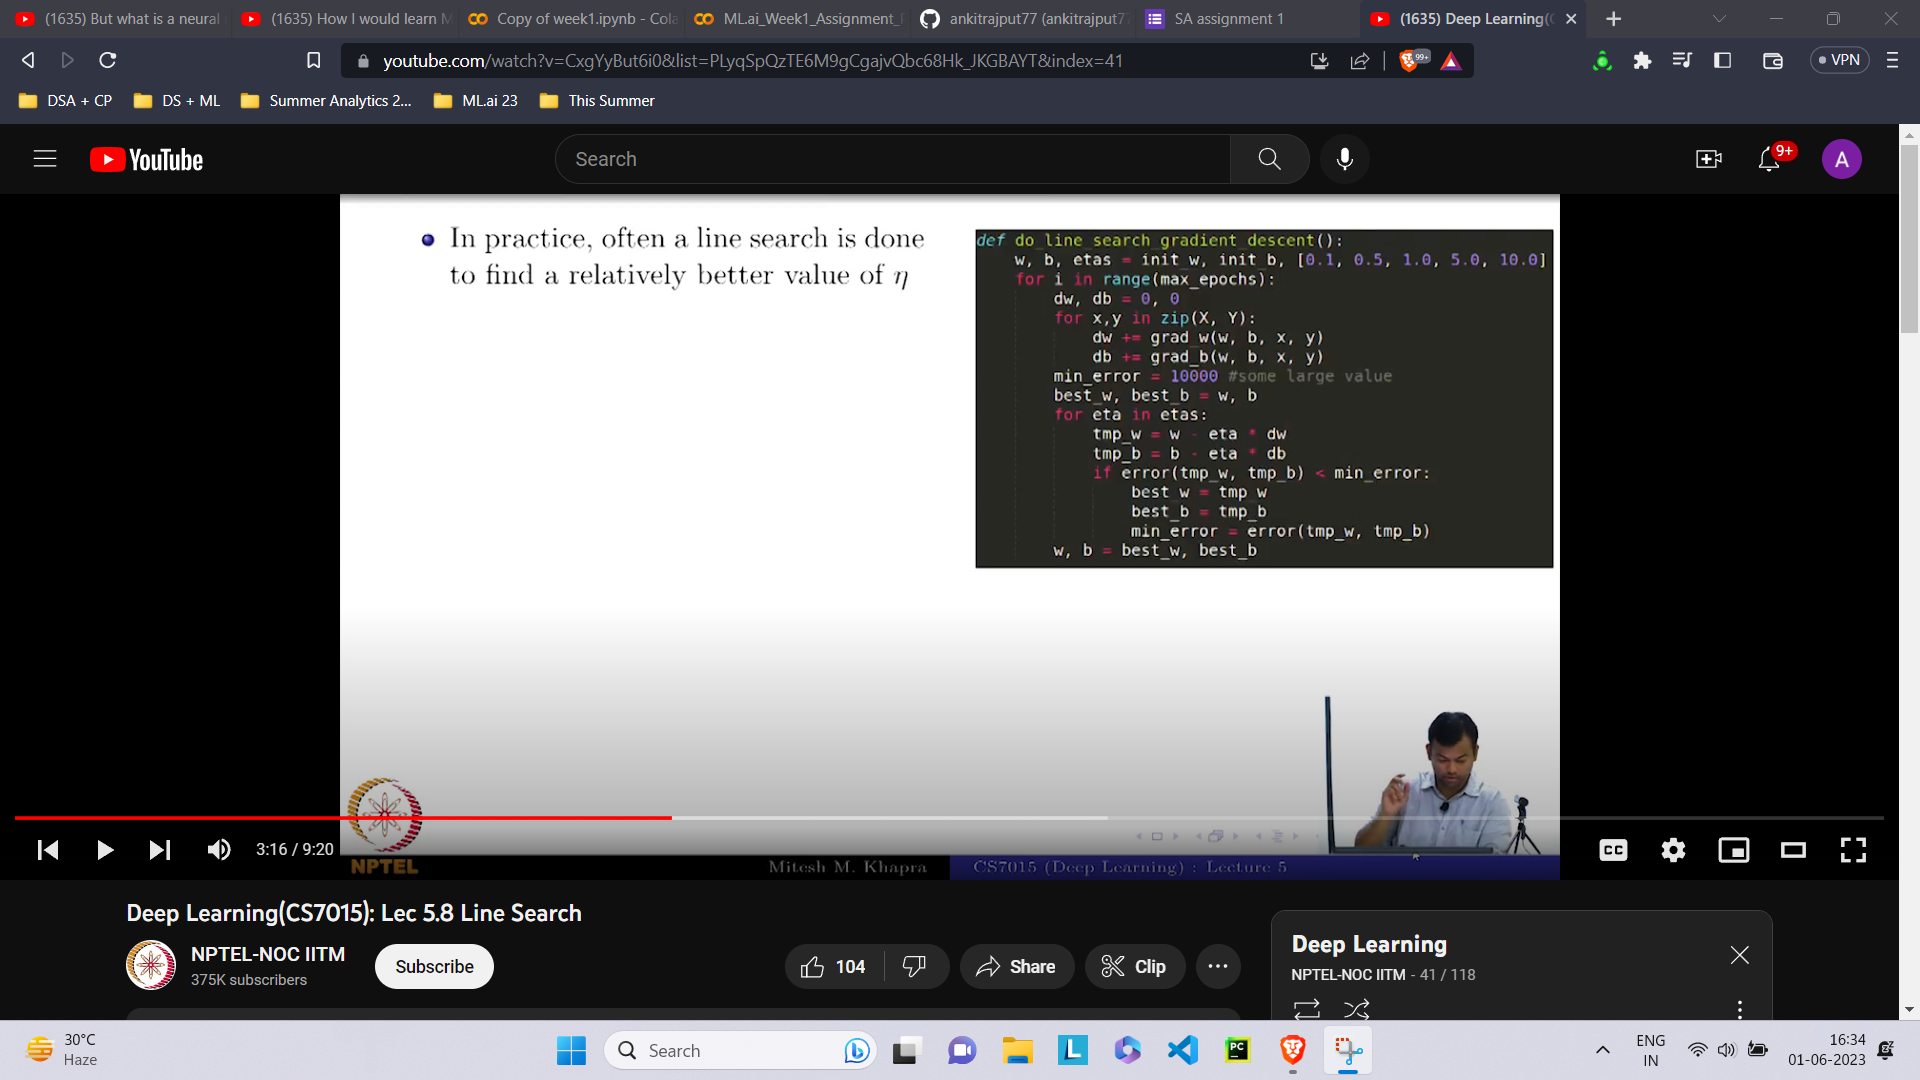 (1635) But what is a neural
(1635) How I would learn M
Copy of week1.ipynb - Cola
ML.ai_Week1_Assignment_
ankitrajput77 (ankitrajput77
SA assignment 1
(1635) Deep Learning(
youtube.com/watch?v=CxgYyBut6i0&list=PLyqSpQzTE6M9gCgajvQbc68Hk_JKGBAYT&index=41
99+
VPN
DSA + CP
DS + ML
Summer Analytics 2...
ML.ai 23
This Summer
YouTube
Search
9+
A
In practice, often a line search is done
to find a relatively better value of η
def do_line_search_gradient_descent():
w, b, etas = init_w, init_b, [0.1, 0.5, 1.0, 5.0, 10.0]
for i in range(max_epochs):
dw, db = 0, 0
for x,y in zip(X, Y):
dw += grad_w(w, b, x, y)
db += grad_b(w, b, x, y)
min_error = 10000 #some large value
best_w, best_b = w, b
for eta in etas:
tmp_w = w - eta * dw
tmp_b = b - eta * db
if error(tmp_w, tmp_b) < min_error:
best_w = tmp_w
best_b = tmp_b
min_error = error(tmp_w, tmp_b)
w, b = best_w, best_b
3:16 / 9:20
CC
NPTEL
Mitesh M. Khapra
CS7015 (Deep Learning) : Lecture 5
Deep Learning(CS7015): Lec 5.8 Line Search
NPTEL-NOC IITM
375K subscribers
Subscribe
104
Share
Clip
Deep Learning
NPTEL-NOC IITM - 41 / 118
30°C
Haze
Search
L
PC
ENG
IN
16:34
01-06-2023